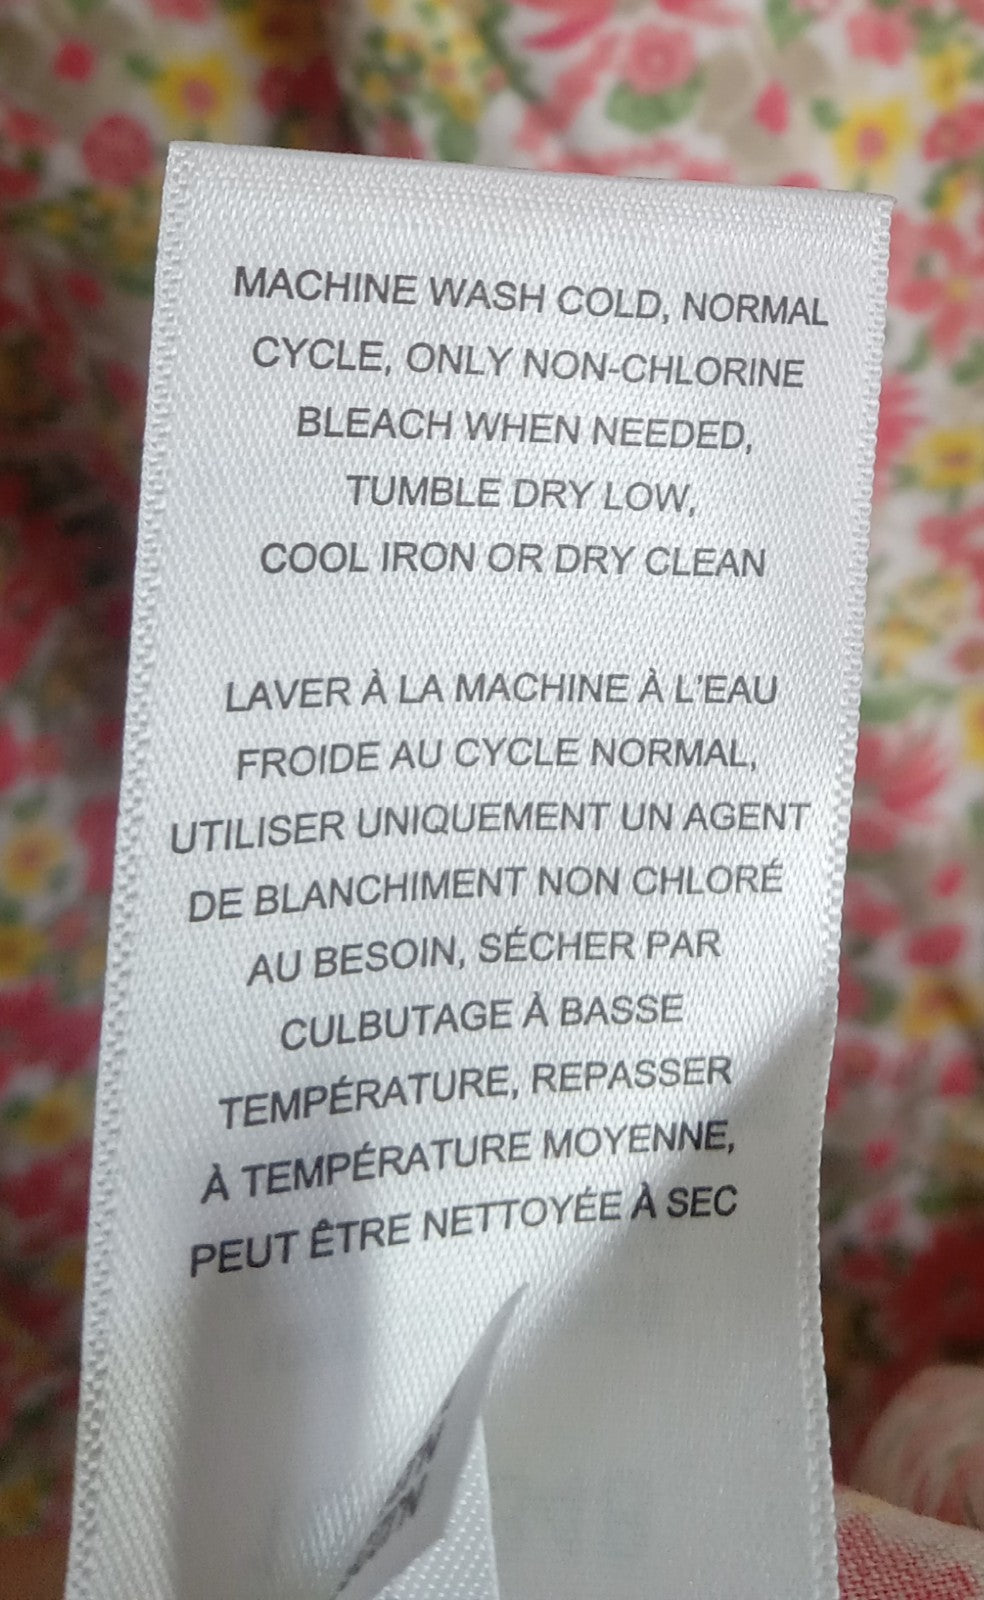 MACHINE WASH COLD, NORMAL
CYCLE, ONLY NON-CHLORINE
BLEACH WHEN NEEDED,
TUMBLE DRY LOW,
COOL IRON OR DRY CLEAN
LAVER À LA MACHINE À L'EAU
FROIDE AU CYCLE NORMAL,
UTILISER UNIQUEMENT UN AGENT
DE BLANCHIMENT NON CHLORÉ
AU BESOIN, SÉCHER PAR
CULBUTAGE À BASSE
TEMPÉRATURE, REPASSER
À TEMPÉRATURE MOYENNE,
PEUT ÊTRE NETTOYÉE À SEC